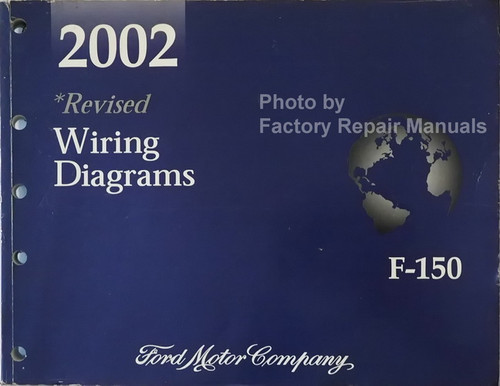 2002
*Revised
Wiring
Diagrams
Photo by
Factory Repair Manuals
F-150
Ford Motor Company